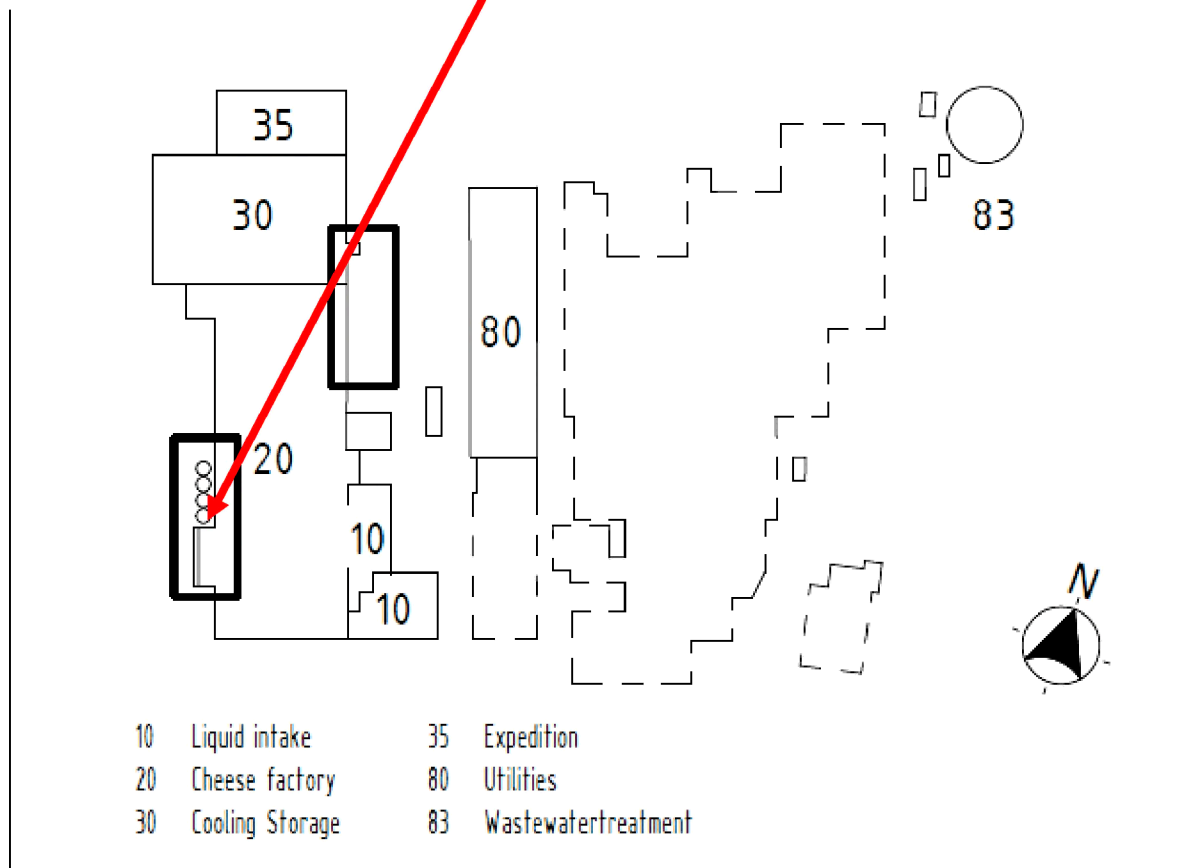 35
30
83
80
20
10
10
N
10 Liquid intake 35 Expedition
20 Cheese factory 80 Utilities
30 Cooling Storage 83 Wastewatertreatment